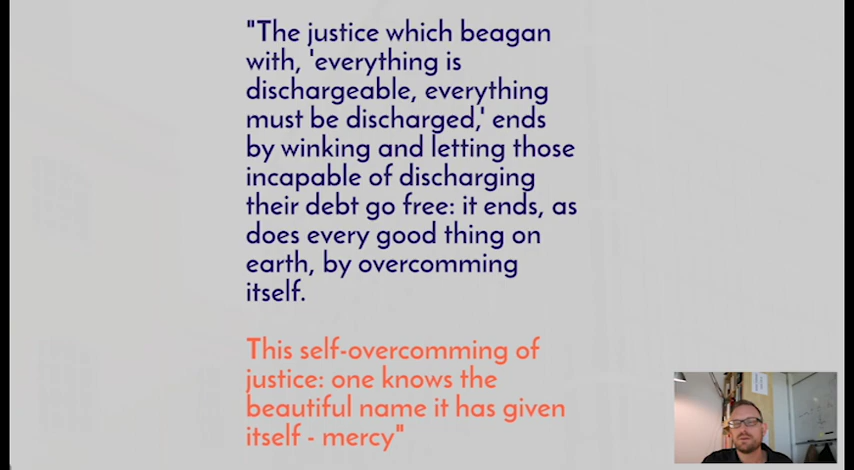 "The justice which beagan
with, 'everything is
dischargeable, everything
must be discharged,' ends
by winking and letting those
incapable of discharging
their debt go free: it ends, as
does every good thing on
earth, by overcomming
itself.
This self-overcomming of
justice: one knows the
beautiful name it has given
itself - mercy"